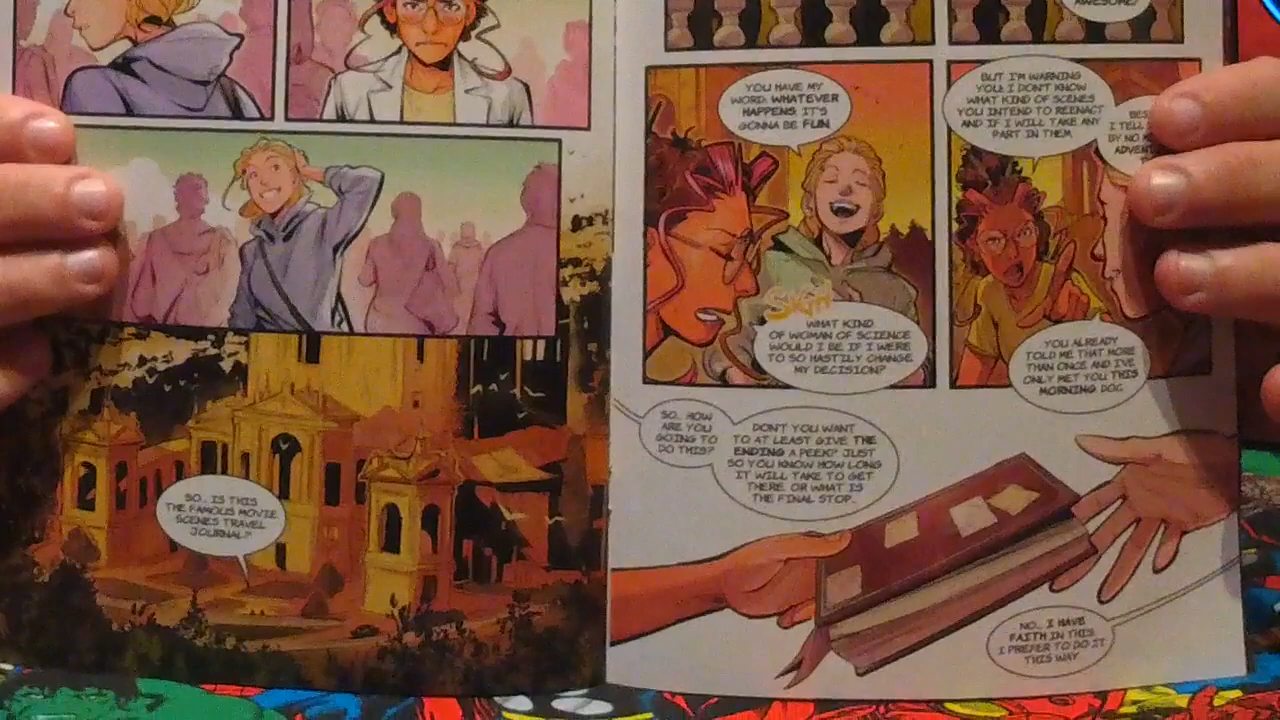 SO.. IS THIS
THE FAMOUS MOVIE
SCENES TRAVEL
JOURNAL?
AWESOME!
YOU HAVE MY
WORD: WHATEVER
HAPPENS, IT'S
GONNA BE FUN.
SIGH
WHAT KIND
OF WOMAN OF SCIENCE
WOULD I BE IF I WERE
TO SO HASTILY CHANGE
MY DECISION?
BUT I'M WARNING
YOU: I DON'T KNOW
WHAT KIND OF SCENES
YOU INTEND TO REENACT
AND IF I WILL TAKE ANY
PART IN THEM
I TELL
BY NO
YOU ALREADY
TOLD ME THAT MORE
THAN ONCE AND I'VE
ONLY MET YOU THIS
MORNING DOC.
SO.. HOW
ARE YOU
GOING TO
DO THIS?
DON'T YOU WANT
TO AT LEAST GIVE THE
ENDING A PEEK? JUST
SO YOU KNOW HOW LONG
IT WILL TAKE TO GET
THERE OR WHAT IS
THE FINAL STOP.
NO.. I HAVE
FAITH IN THIS
I PREFER TO DO IT
THIS WAY